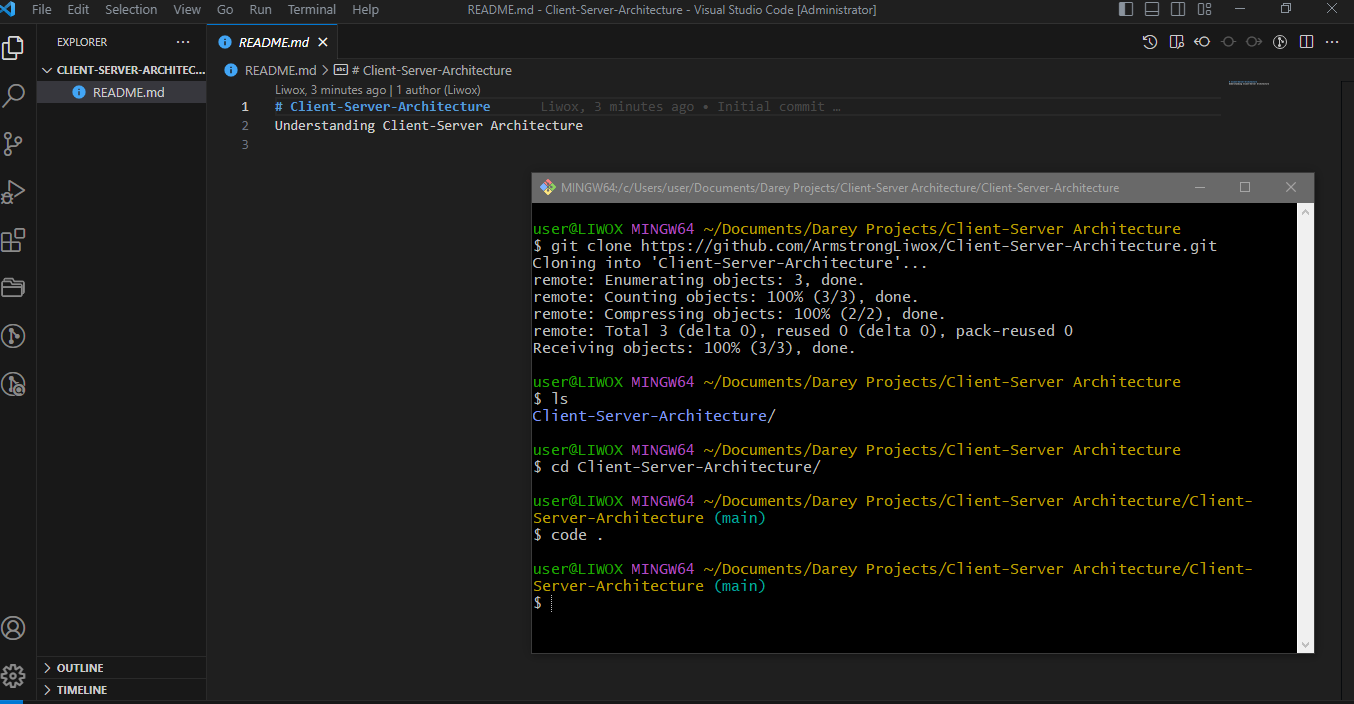 File Edit Selection View Go Run Terminal Help
README.md - Client-Server-Architecture - Visual Studio Code [Administrator]
EXPLORER ...
CLIENT-SERVER-ARCHITEC...
README.md
README.md
README.md > # Client-Server-Architecture
Liwox, 3 minutes ago | 1 author (Liwox)
1 # Client-Server-Architecture Liwox, 3 minutes ago • Initial commit …
2 Understanding Client-Server Architecture
3
OUTLINE
TIMELINE
MINGW64:/c/Users/user/Documents/Darey Projects/Client-Server Architecture/Client-Server-Architecture
user@LIWOX MINGW64 ~/Documents/Darey Projects/Client-Server Architecture
$ git clone https://github.com/ArmstrongLiwox/Client-Server-Architecture.git
Cloning into 'Client-Server-Architecture'...
remote: Enumerating objects: 3, done.
remote: Counting objects: 100% (3/3), done.
remote: Compressing objects: 100% (2/2), done.
remote: Total 3 (delta 0), reused 0 (delta 0), pack-reused 0
Receiving objects: 100% (3/3), done.
user@LIWOX MINGW64 ~/Documents/Darey Projects/Client-Server Architecture
$ ls
Client-Server-Architecture/
user@LIWOX MINGW64 ~/Documents/Darey Projects/Client-Server Architecture
$ cd Client-Server-Architecture/
user@LIWOX MINGW64 ~/Documents/Darey Projects/Client-Server Architecture/Client-
Server-Architecture (main)
$ code .
user@LIWOX MINGW64 ~/Documents/Darey Projects/Client-Server Architecture/Client-
Server-Architecture (main)
$